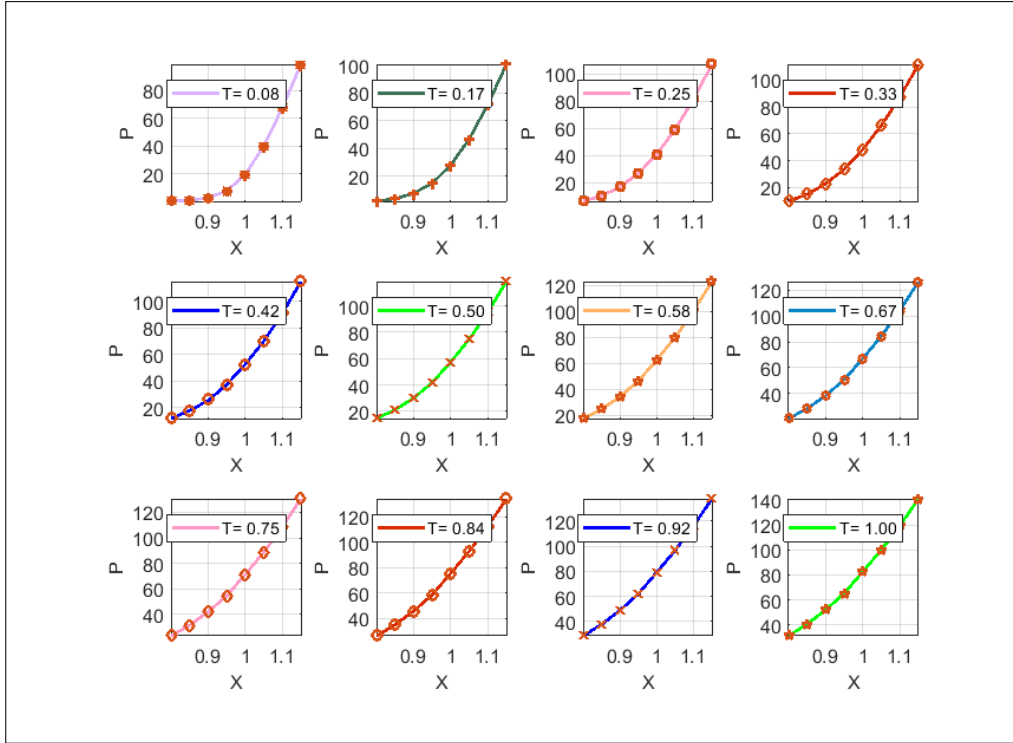 P
80
60
40
20
T= 0.08
0.9 1 1.1
X
P
100
80
60
40
20
T= 0.17
0.9 1 1.1
X
P
100
80
60
40
20
T= 0.25
0.9 1 1.1
X
P
100
80
60
40
20
T= 0.33
0.9 1 1.1
X
P
100
80
60
40
20
T= 0.42
0.9 1 1.1
X
P
100
80
60
40
20
T= 0.50
0.9 1 1.1
X
P
120
100
80
60
40
20
T= 0.58
0.9 1 1.1
X
P
120
100
80
60
40
20
T= 0.67
0.9 1 1.1
X
P
120
100
80
60
40
T= 0.75
0.9 1 1.1
X
P
120
100
80
60
40
T= 0.84
0.9 1 1.1
X
P
120
100
80
60
40
T= 0.92
0.9 1 1.1
X
P
140
120
100
80
60
40
T= 1.00
0.9 1 1.1
X